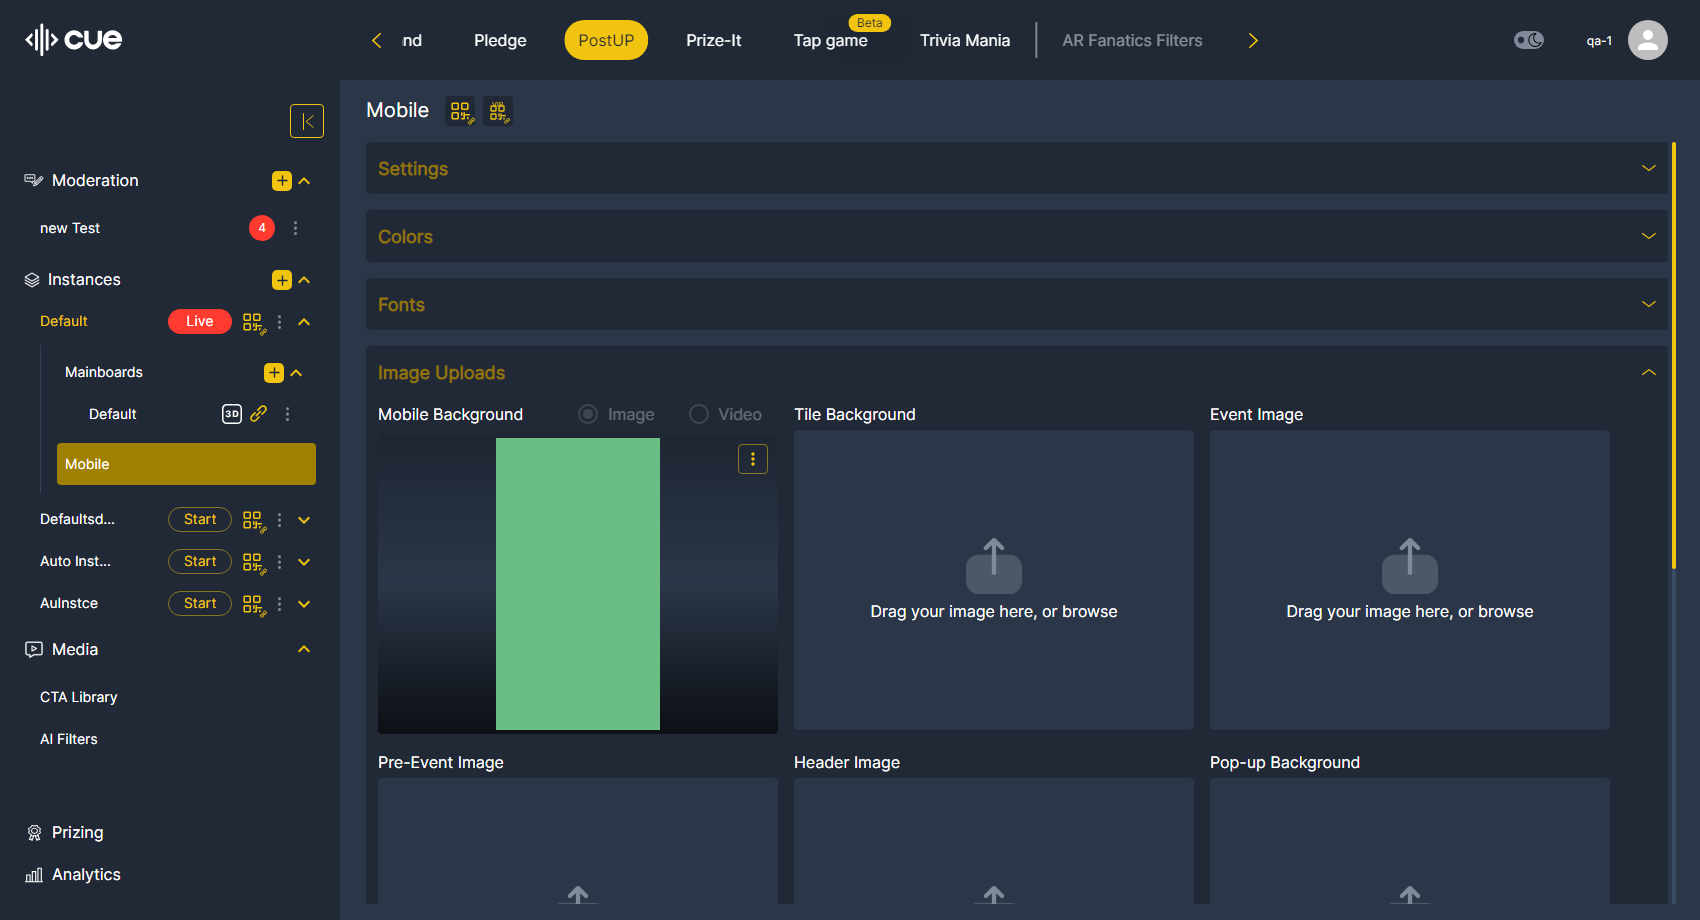 cue
nd
Pledge
PostUP
Prize-It
Beta
Tap game
Trivia Mania
AR Fanatics Filters
qa-1
Moderation
new Test
4
Instances
Default
Live
Mainboards
Default
3D
Mobile
Defaultsd...
Start
Auto Inst...
Start
AuInstce
Start
Media
CTA Library
AI Filters
Prizing
Analytics
Mobile
VIP
Settings
Colors
Fonts
Image Uploads
Mobile Background
Image
Video
Tile Background
Drag your image here, or browse
Event Image
Drag your image here, or browse
Pre-Event Image
Header Image
Pop-up Background